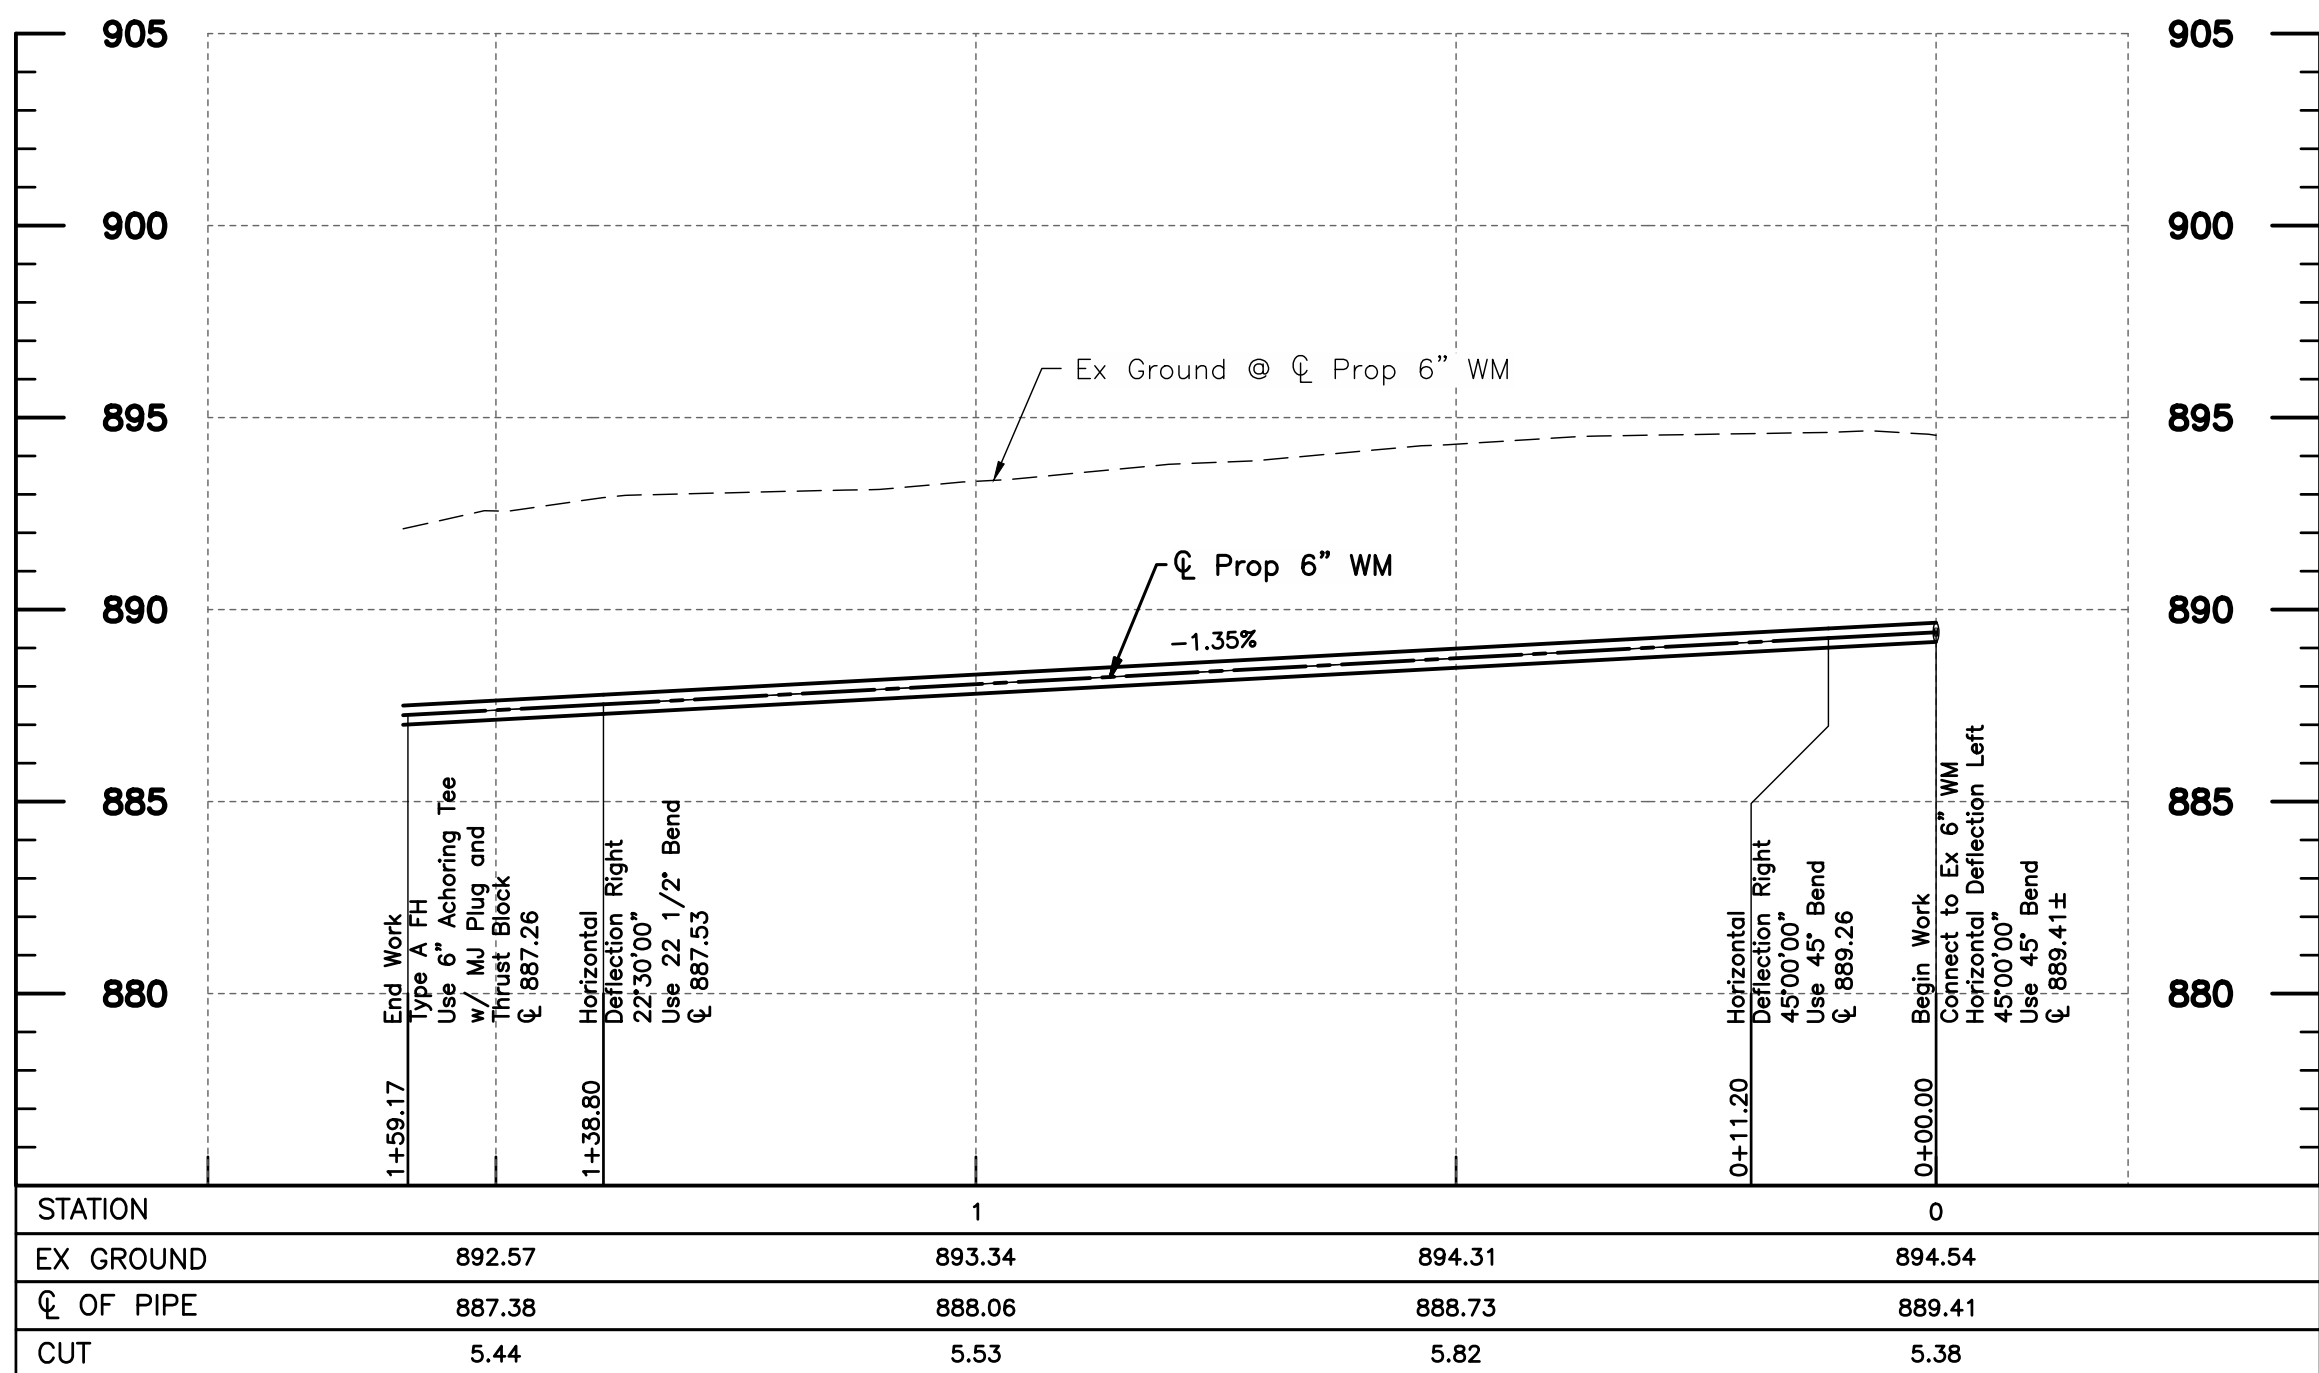 905
905
900
900
Ex Ground @ ℄ Prop 6” WM
895
895
℄ Prop 6” WM
890
890
-1.35%
885
885
880
880
End Work
Type A FH
Use 6” Achoring Tee
w/ MJ Plug and
Thrust Block
℄ 887.26
1+59.17
Horizontal
Deflection Right
22°30’00”
Use 22 1/2° Bend
℄ 887.53
1+38.80
Horizontal
Deflection Right
45°00’00”
Use 45° Bend
℄ 889.26
0+11.20
Begin Work
Connect to Ex 6” WM
Horizontal Deflection Left
45°00’00”
Use 45° Bend
℄ 889.41±
0+00.00
STATION 1 0
EX GROUND 892.57 893.34 894.31 894.54
℄ OF PIPE 887.38 888.06 888.73 889.41
CUT 5.44 5.53 5.82 5.38